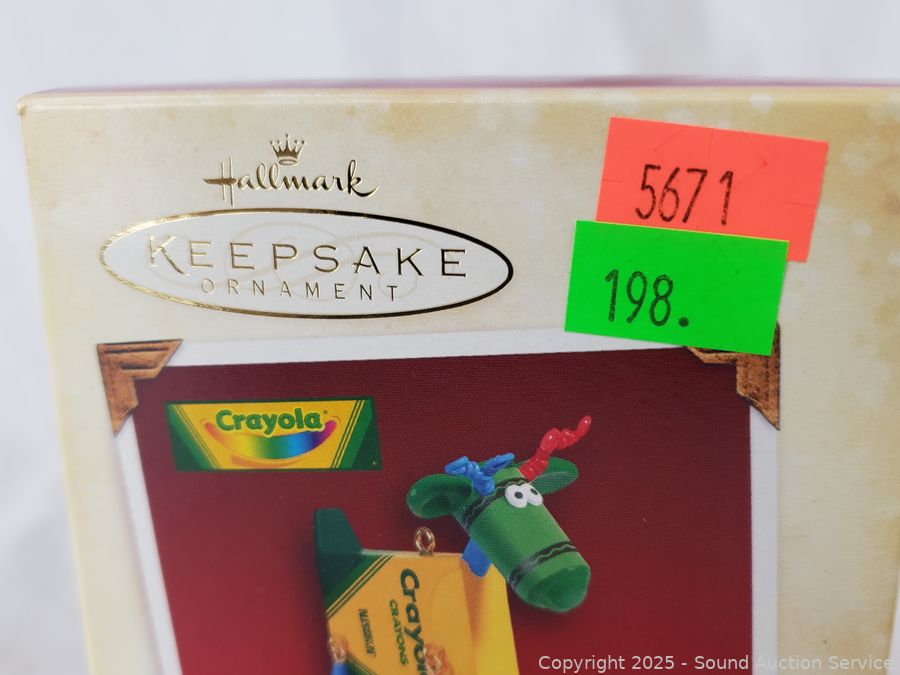 Hallmark
KEEPSAKE
ORNAMENT
5671
198.
Crayola
Crayola
CRAYONS
Copyright 2025 - Sound Auction Service